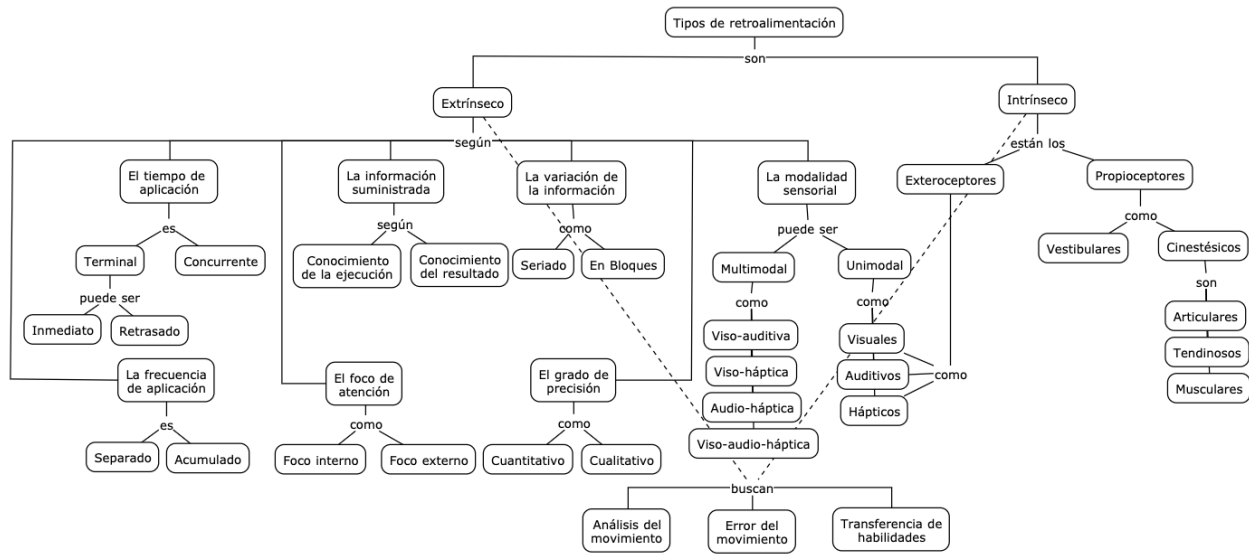 Tipos de retroalimentación
son
Extrínseco
Intrínseco
según
están los
El tiempo de
aplicación
La información
suministrada
La variación de
la información
La modalidad
sensorial
Exteroceptores
Propioceptores
es
según
como
puede ser
como
Terminal
Concurrente
Conocimiento
de la ejecución
Conocimiento
del resultado
Seriado
En Bloques
Multimodal
Unimodal
Vestibulares
Cinestésicos
puede ser
como
como
son
Inmediato
Retrasado
Viso-auditiva
Visuales
Articulares
La frecuencia
de aplicación
El foco de
atención
El grado de
precisión
Viso-háptica
Auditivos
como
Tendinosos
Musculares
Audio-háptica
Hápticos
es
como
como
Separado
Acumulado
Foco interno
Foco externo
Cuantitativo
Cualitativo
Viso-audio-háptica
buscan
Análisis del
movimiento
Error del
movimiento
Transferencia de
habilidades